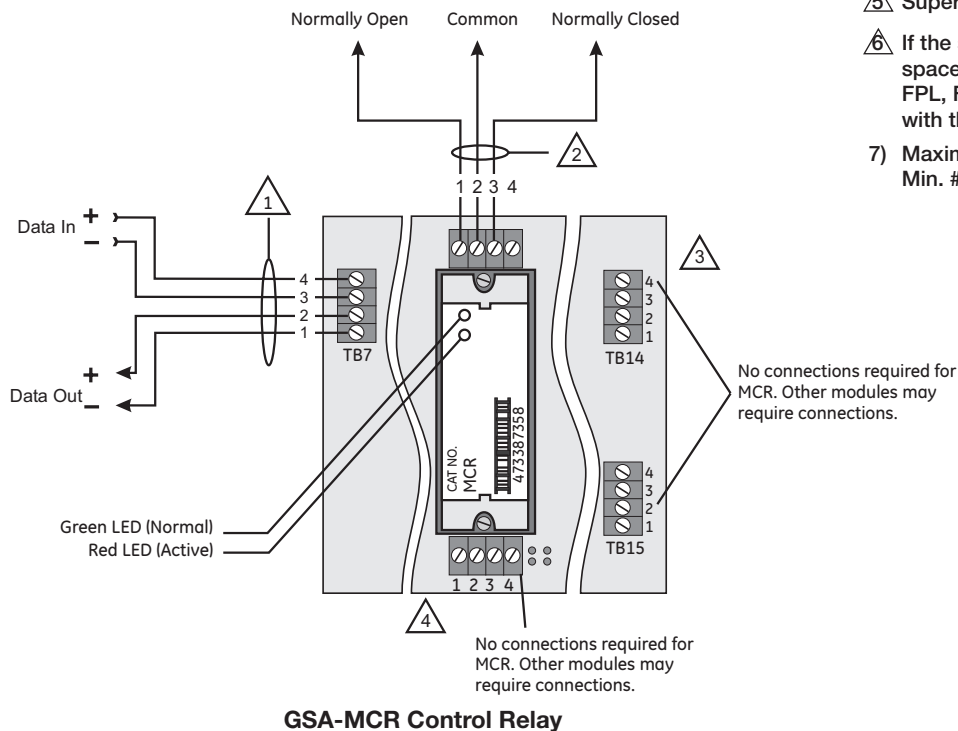 Normally Open Common Normally Closed
2
1 2 3 4
1
Data In + −
4
3
2
1
TB7
Data Out + −
3
4
3
2
1
TB14
No connections required for
MCR. Other modules may
require connections.
CAT NO.
MCR
473387358
4
3
2
1
TB15
Green LED (Normal)
Red LED (Active)
1 2 3 4
4
No connections required for
MCR. Other modules may
require connections.
GSA-MCR Control Relay
5 Super
6 If the
space
FPL,
with
7) Maxin
Min. #